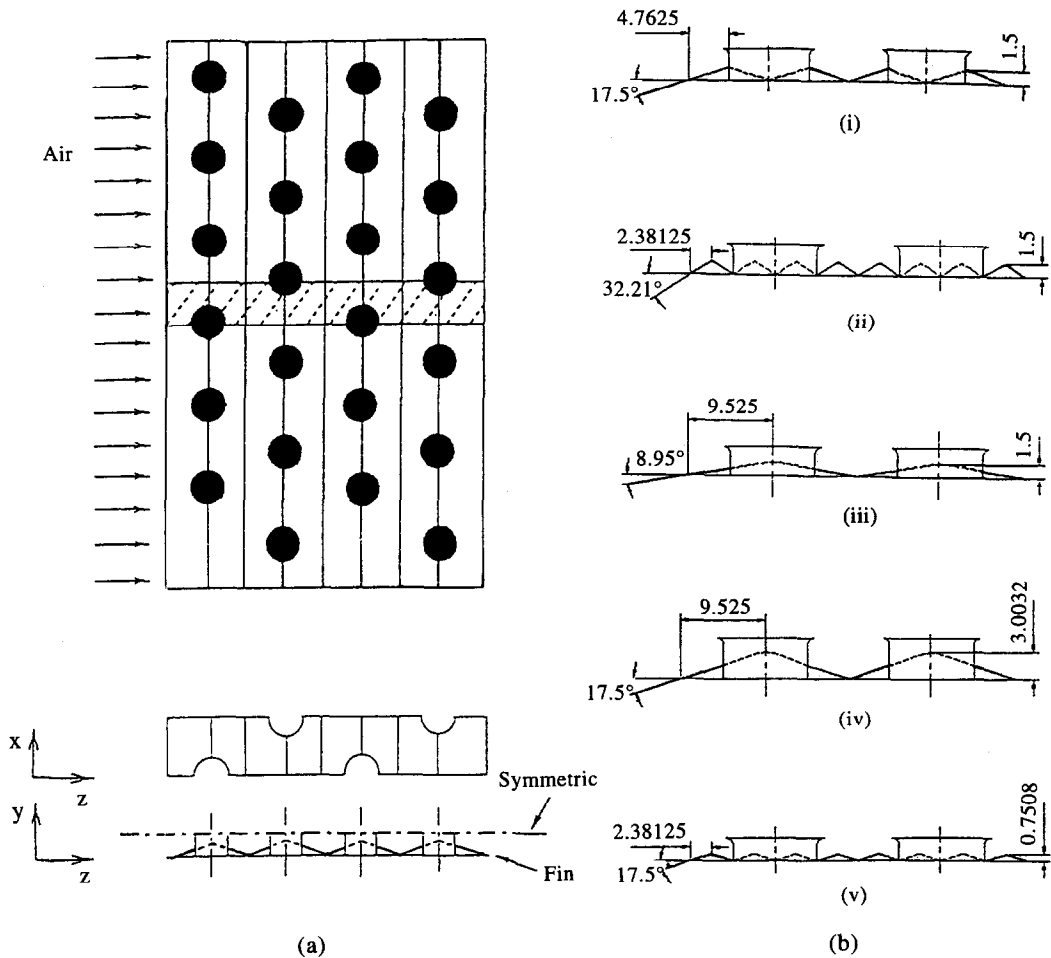 Air
x
z
y
z
Symmetric
Fin
(a)
4.7625
1.5
17.5°
(i)
2.38125
1.5
32.21°
(ii)
9.525
1.5
8.95°
(iii)
9.525
3.0032
17.5°
(iv)
2.38125
0.7508
17.5°
(v)
(b)